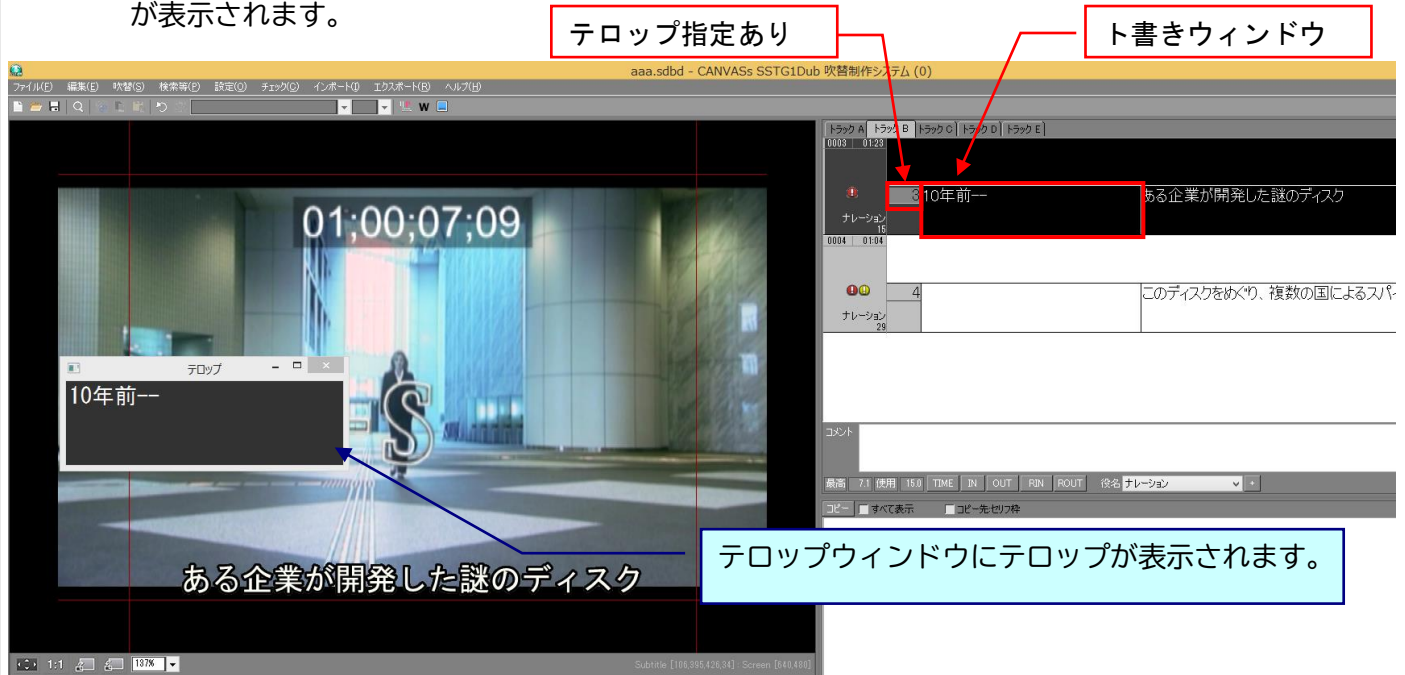 が表示されます。
テロップ指定あり
ト書きウィンドウ
aaa.sdbd - CANVASs SSTG1Dub 吹替制作システム (0)
ファイル(F) 編集(E) 吹替(S) 検索等(P) 設定(O) チェック(C) インポート(I) エクスポート(R) ヘルプ(H)
W
トラック A トラック B トラック C トラック D トラック E
0003 01:23
3 10年前-- ある企業が開発した謎のディスク
ナレーション
15
0004 01:04
4 このディスクをめぐり、複数の国によるスパイ
ナレーション
29
01;00;07;09
テロップ
10年前--
S
ある企業が開発した謎のディスク
コメント
最高 7.1 使用 15.0 TIME IN OUT RIN ROUT 役名 ナレーション +
コピー すべて表示 コピー先セリフ枠
テロップウィンドウにテロップが表示されます。
1:1 137% Subtitle [106,395,426,34] : Screen [640,480]